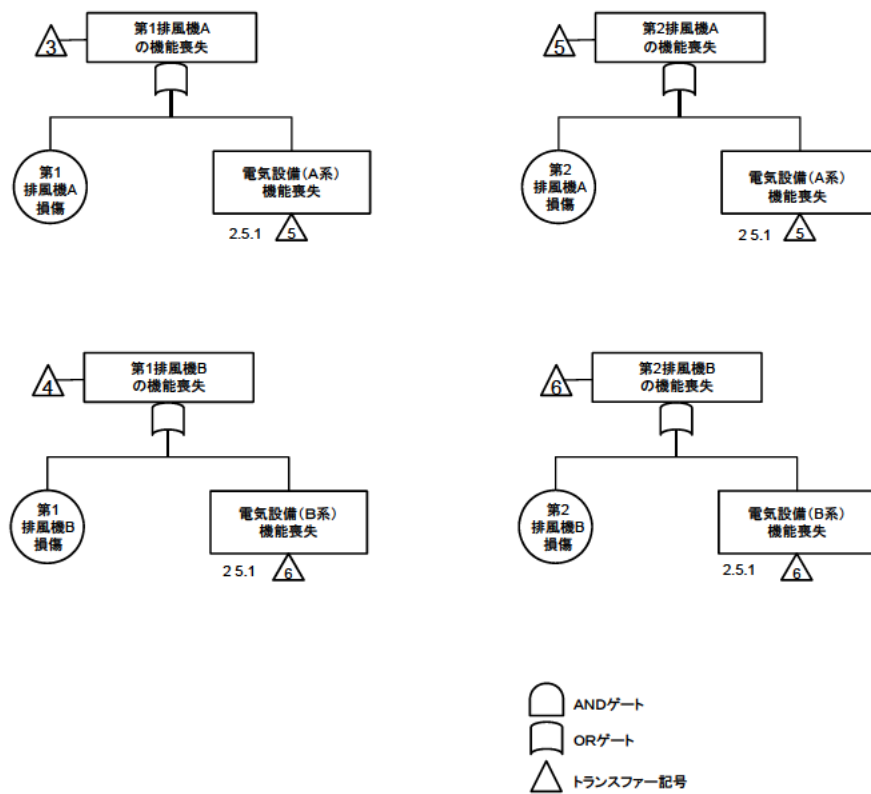 3
第1排風機A
の機能喪失
第1
排風機A
損傷
電気設備(A系)
機能喪失
2.5.1
5
5
第2排風機A
の機能喪失
第2
排風機A
損傷
電気設備(A系)
機能喪失
2 5.1
5
4
第1排風機B
の機能喪失
第1
排風機B
損傷
電気設備(B系)
機能喪失
2 5.1
6
6
第2排風機B
の機能喪失
第2
排風機B
損傷
電気設備(B系)
機能喪失
2.5.1
6
ANDゲート
ORゲート
トランスファー記号